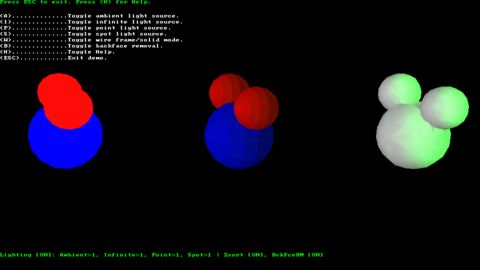 Press ESC to exit. Press (H) for Help.
(A).............Toggle ambient light source.
(I).............Toggle infinite light source.
(P).............Toggle point light source.
(S).............Toggle spot light source.
(W).............Toggle wire frame/solid mode.
(B).............Toggle backface removal.
(H).............Toggle Help.
(ESC)...........Exit demo.
Lighting [ON]: Ambient=1, Infinite=1, Point=1, Spot=1 | Zsort [ON], BckFceRM [ON]